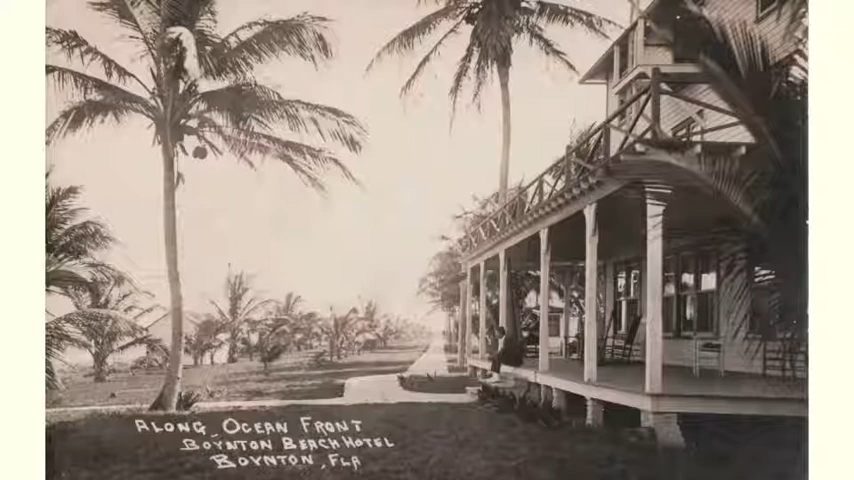 ALONG OCEAN FRONT
BOYNTON BEACH HOTEL
BOYNTON, FLA